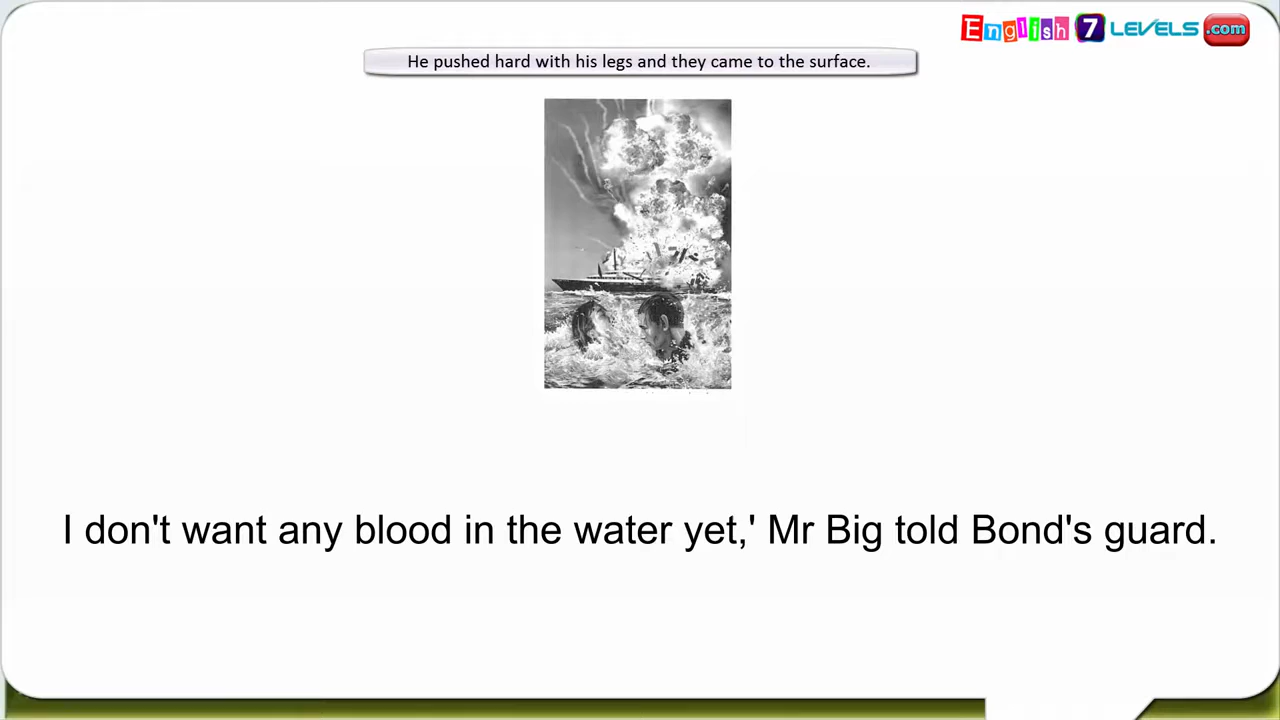 English 7 LEVELS .com
He pushed hard with his legs and they came to the surface.
I don't want any blood in the water yet,' Mr Big told Bond's guard.